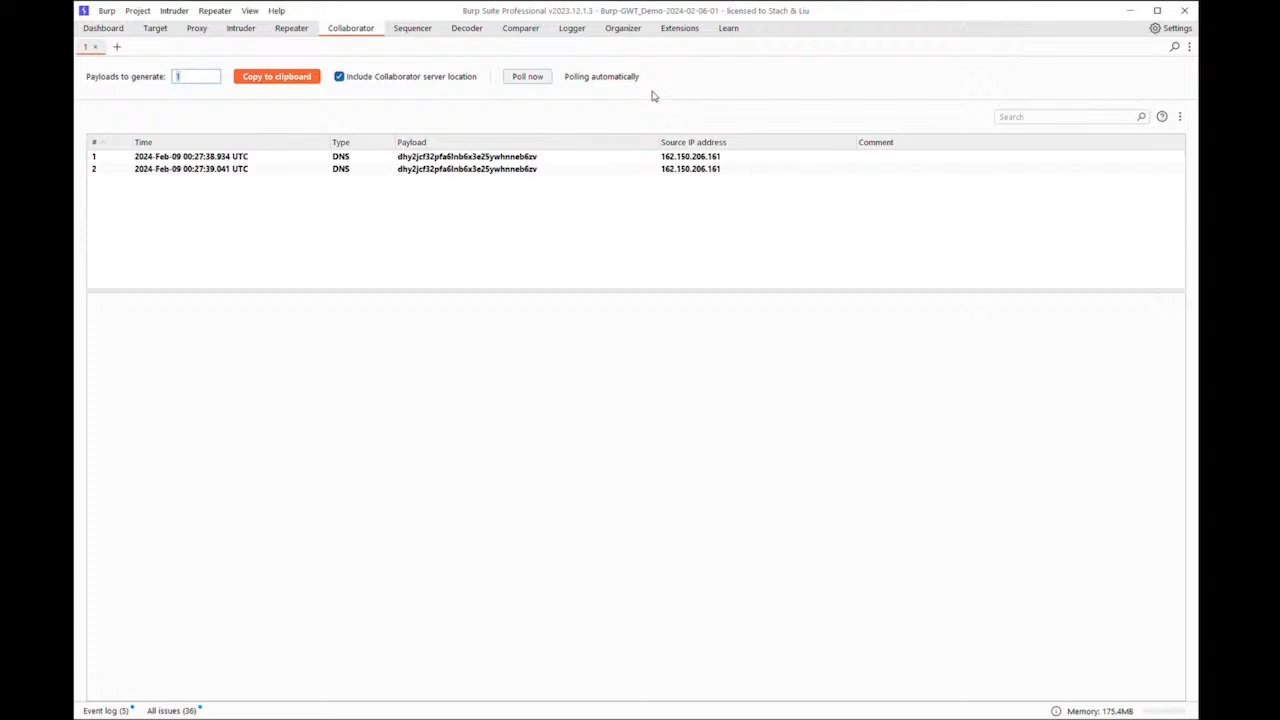 Burp Project Intruder Repeater View Help Burp Suite Professional v2023.12.1.3 - Burp-GWT_Demo-2024-02-06-01 - licensed to Stach & Liu
Dashboard Target Proxy Intruder Repeater Collaborator Sequencer Decoder Comparer Logger Organizer Extensions Learn Settings
1 × +
Payloads to generate: 1 Copy to clipboard Include Collaborator server location Poll now Polling automatically
Search
# Time Type Payload Source IP address Comment
1 2024-Feb-09 00:27:38.934 UTC DNS dhy2jcf32pfa6lnb6x3e25ywhnneb6zv 162.150.206.161
2 2024-Feb-09 00:27:39.041 UTC DNS dhy2jcf32pfa6lnb6x3e25ywhnneb6zv 162.150.206.161
Event log (5) All issues (36) Memory: 175.4MB